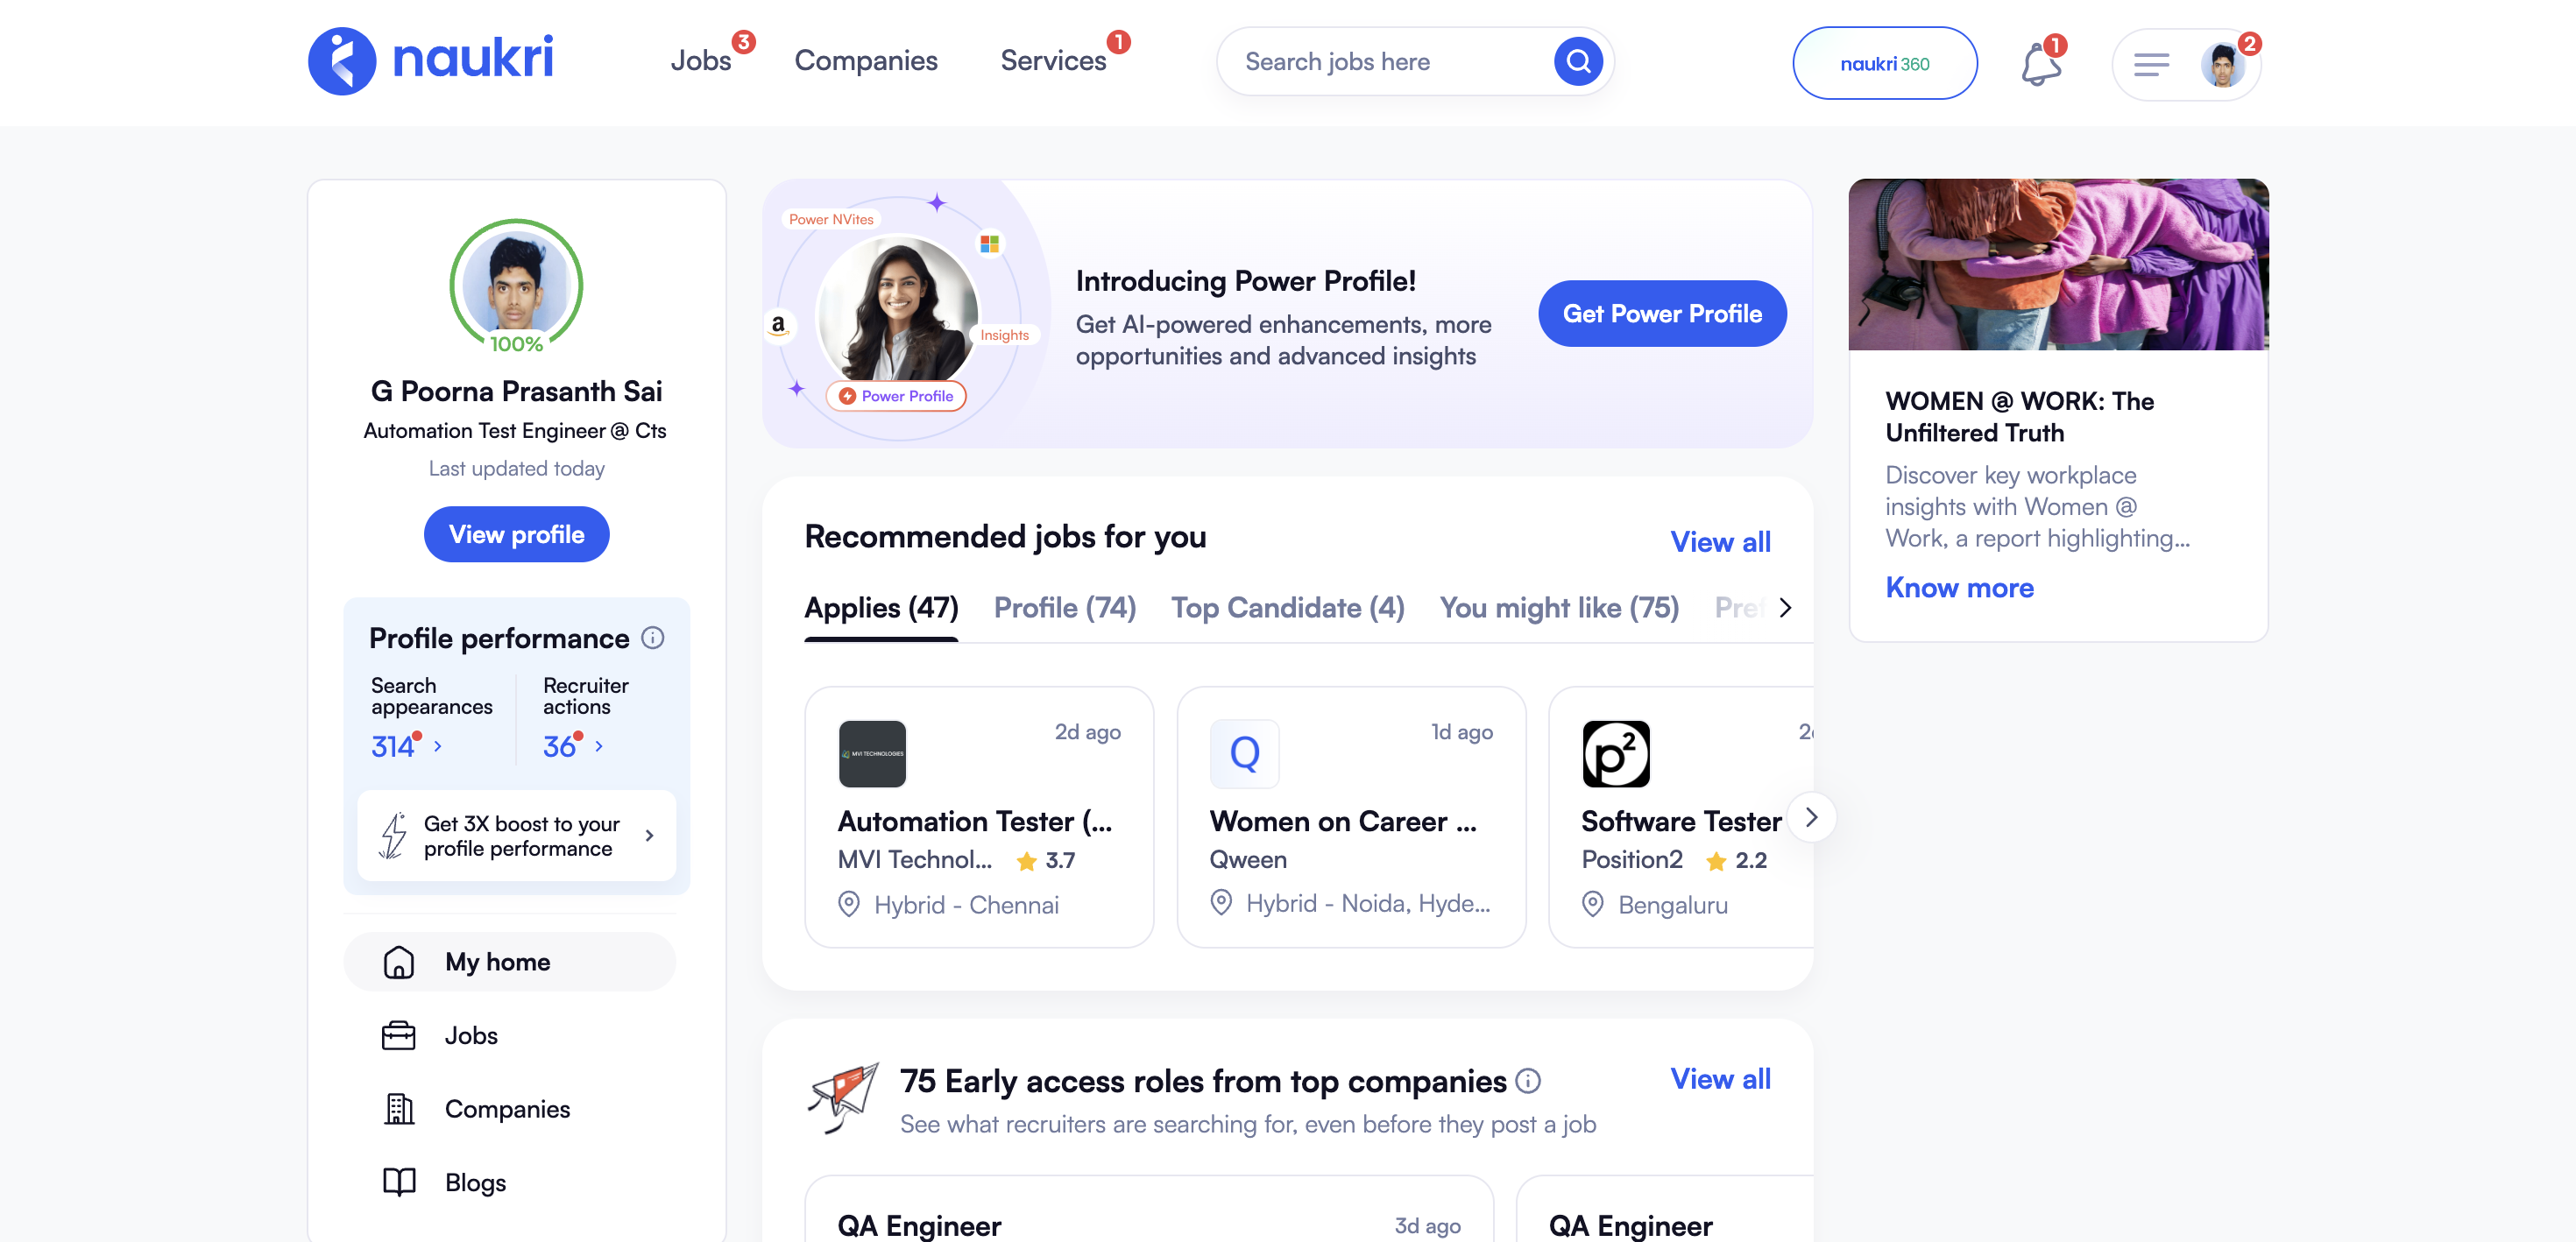 naukri
Jobs 3
Companies
Services 1
Search jobs here
naukri 360
1
2
100%
G Poorna Prasanth Sai
Automation Test Engineer @ Cts
Last updated today
View profile
Profile performance
Search
appearances
314
Recruiter
actions
36
Get 3X boost to your
profile performance
My home
Jobs
Companies
Blogs
Power NVites
a
Insights
Power Profile
Introducing Power Profile!
Get AI-powered enhancements, more
opportunities and advanced insights
Get Power Profile
Recommended jobs for you
View all
Applies (47)
Profile (74)
Top Candidate (4)
You might like (75)
Pref
MVI TECHNOLOGIES
2d ago
Automation Tester (...
MVI Technol... 3.7
Hybrid - Chennai
Q
1d ago
Women on Career ...
Qween
Hybrid - Noida, Hyde...
p2
2
Software Tester
Position2 2.2
Bengaluru
75 Early access roles from top companies
View all
See what recruiters are searching for, even before they post a job
QA Engineer
3d ago
QA Engineer
WOMEN @ WORK: The
Unfiltered Truth
Discover key workplace
insights with Women @
Work, a report highlighting...
Know more